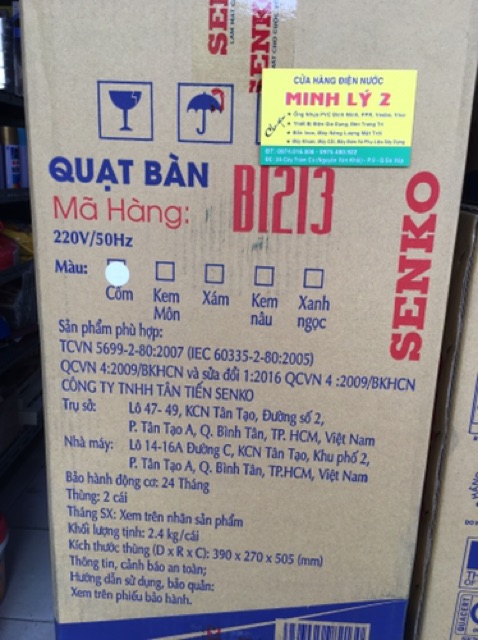 SENKO
CỬA HÀNG ĐIỆN NƯỚC
MINH LÝ 2
QUẠT BÀN
Mã Hàng: B1213
220V/50Hz
SENKO
Màu:
Cốm
Kem Môn
Xám
Kem nâu
Xanh ngọc
Sản phẩm phù hợp:
TCVN 5699-2-80:2007 (IEC 60335-2-80:2005)
QCVN 4:2009/BKHCN và sửa đổi 1:2016 QCVN 4 :2009/BKHCN
CÔNG TY TNHH TÂN TIẾN SENKO
Trụ sở: Lô 47- 49, KCN Tân Tạo, Đường số 2,
P. Tân Tạo A, Q. Bình Tân, TP. HCM, Việt Nam
Nhà máy: Lô 14-16A Đường C, KCN Tân Tạo, Khu phố 2,
P. Tân Tạo A, Q. Bình Tân, TP.HCM, Việt Nam
Bảo hành động cơ: 24 Tháng
Thùng: 2 cái
Tháng SX: Xem trên nhãn sản phẩm
Khối lượng tịnh: 2.4 kg/cái
Kích thước thùng (D x R x C): 390 x 270 x 505 (mm)
Thông tin, cảnh báo an toàn;
Hướng dẫn sử dụng, bảo quản:
Xem trên phiếu bảo hành.